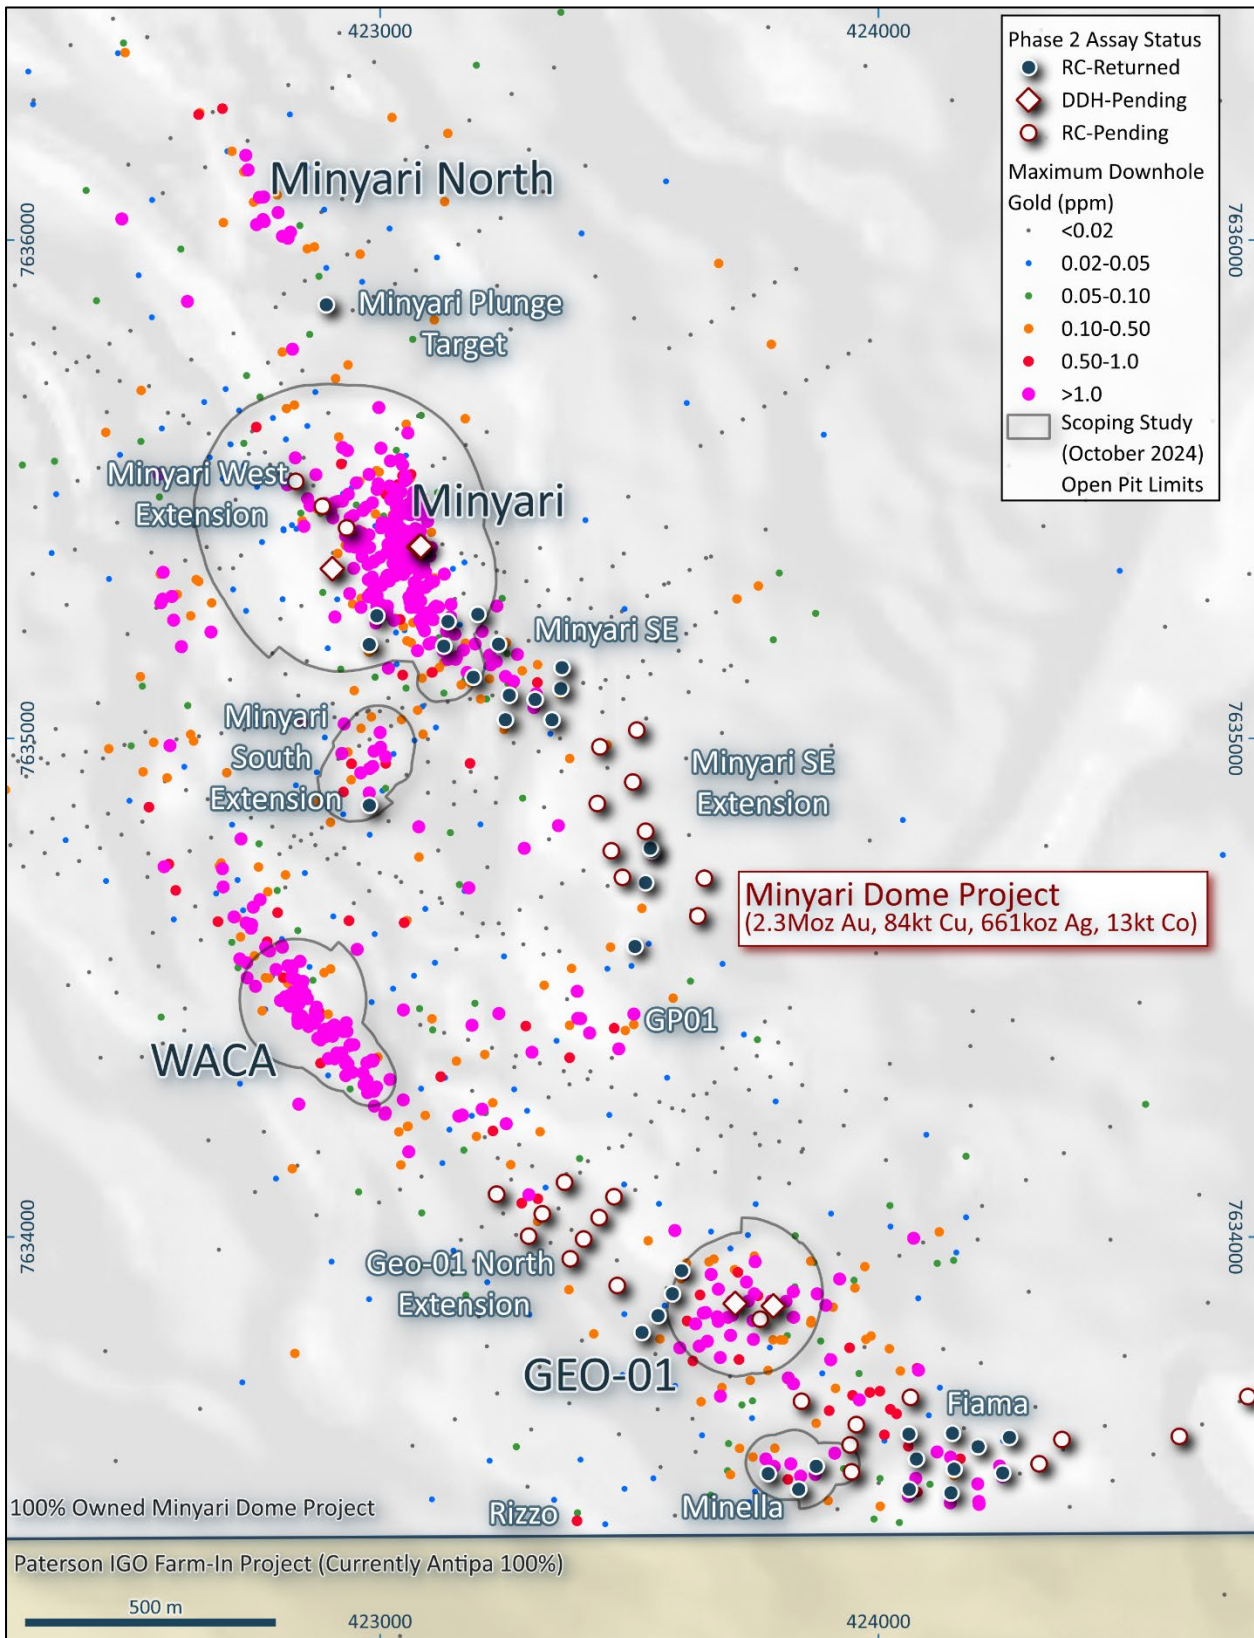 423000
424000
Phase 2 Assay Status
RC-Returned
DDH-Pending
RC-Pending
Maximum Downhole
Gold (ppm)
<0.02
0.02-0.05
0.05-0.10
0.10-0.50
0.50-1.0
>1.0
Scoping Study
(October 2024)
Open Pit Limits
Minyari North
7636000
7636000
Minyari Plunge
Target
Minyari West
Extension
Minyari
Minyari SE
Minyari
South
Extension
7635000
7635000
Minyari SE
Extension
Minyari Dome Project
(2.3Moz Au, 84kt Cu, 661koz Ag, 13kt Co)
GP01
WACA
7634000
7634000
Geo-01 North
Extension
GEO-01
Fiama
Minella
Rizzo
100% Owned Minyari Dome Project
Paterson IGO Farm-In Project (Currently Antipa 100%)
500 m
423000
424000